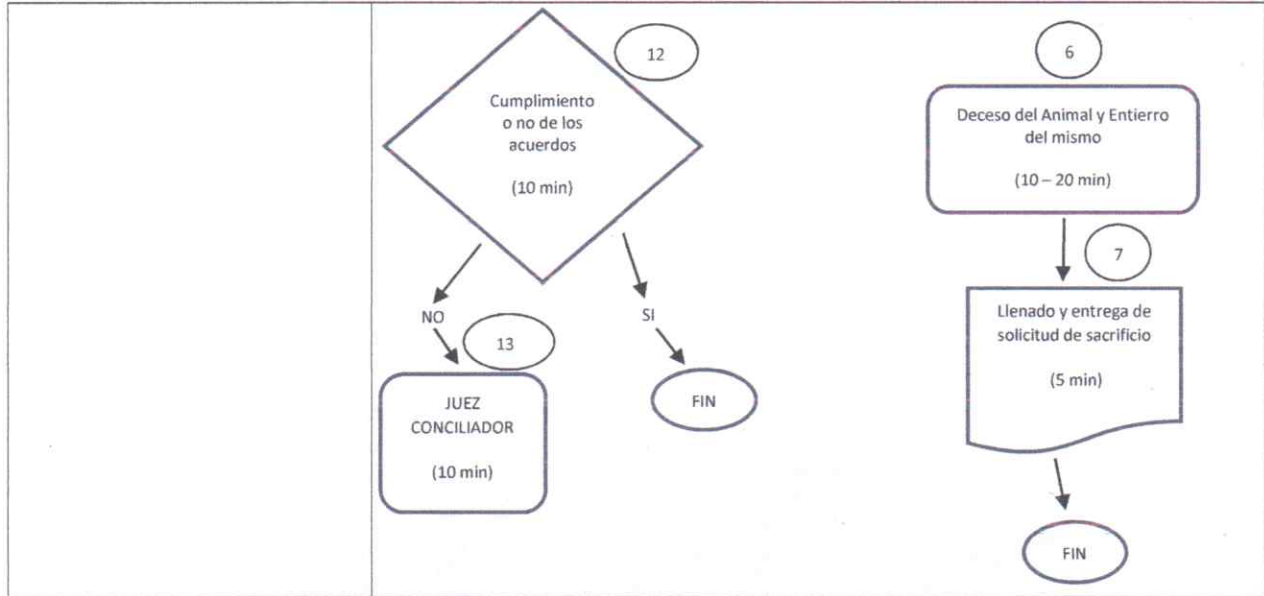 12
Cumplimiento
o no de los
acuerdos
(10 min)
NO
SI
13
JUEZ
CONCILIADOR
(10 min)
FIN
6
Deceso del Animal y Entierro
del mismo
(10 – 20 min)
7
Llenado y entrega de
solicitud de sacrificio
(5 min)
FIN